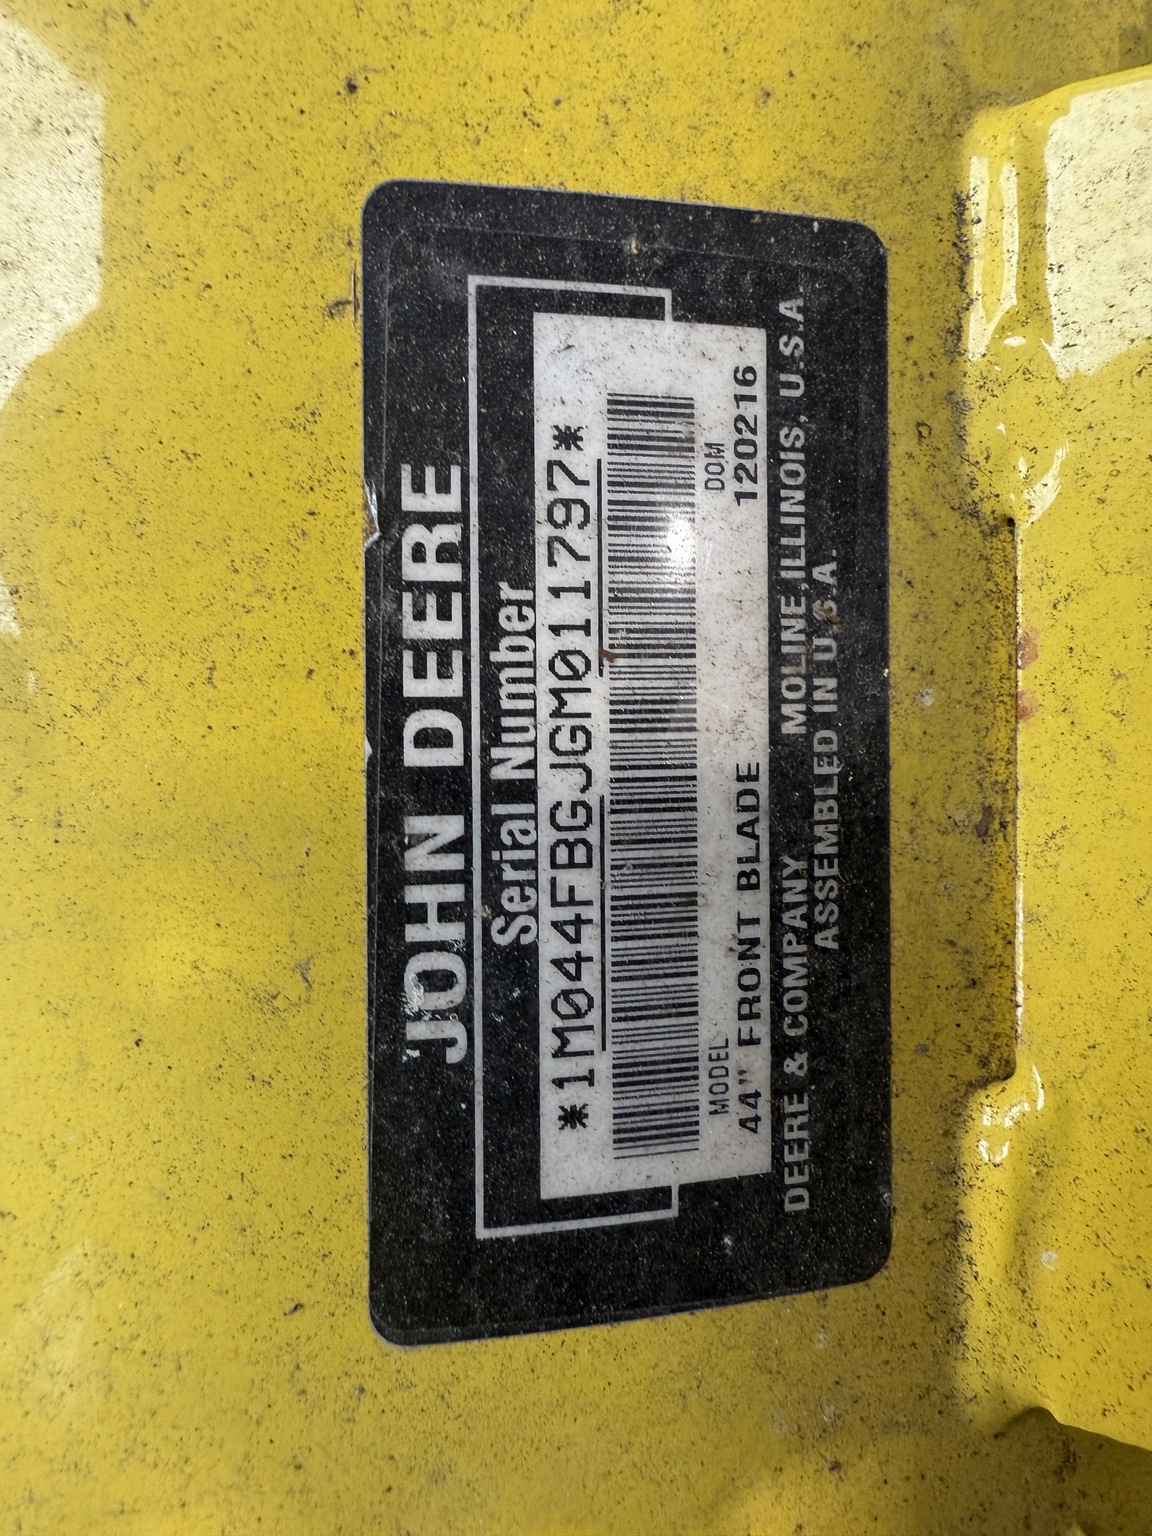 JOHN DEERE
Serial Number
*1M044FBGJGM011797*
MODEL DOM
44" FRONT BLADE 120216
DEERE & COMPANY MOLINE, ILLINOIS, U.S.A.
ASSEMBLED IN U.S.A.